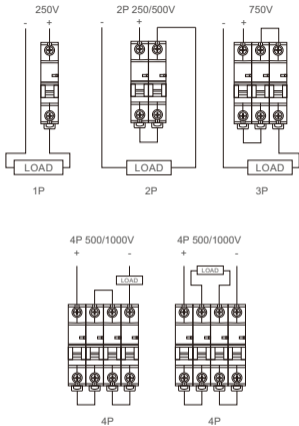 250V
- +
LOAD
1P
2P 250/500V
- +
LOAD
2P
750V
- +
LOAD
3P
4P 500/1000V
+ -
LOAD
4P
4P 500/1000V
+ -
LOAD
4P